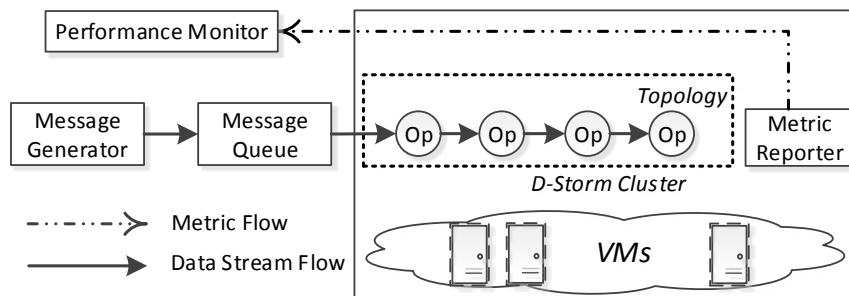 Performance Monitor
Topology
Message
Generator
Message
Queue
Op
Op
Op
Op
Metric
Reporter
D-Storm Cluster
Metric Flow
Data Stream Flow
VMs